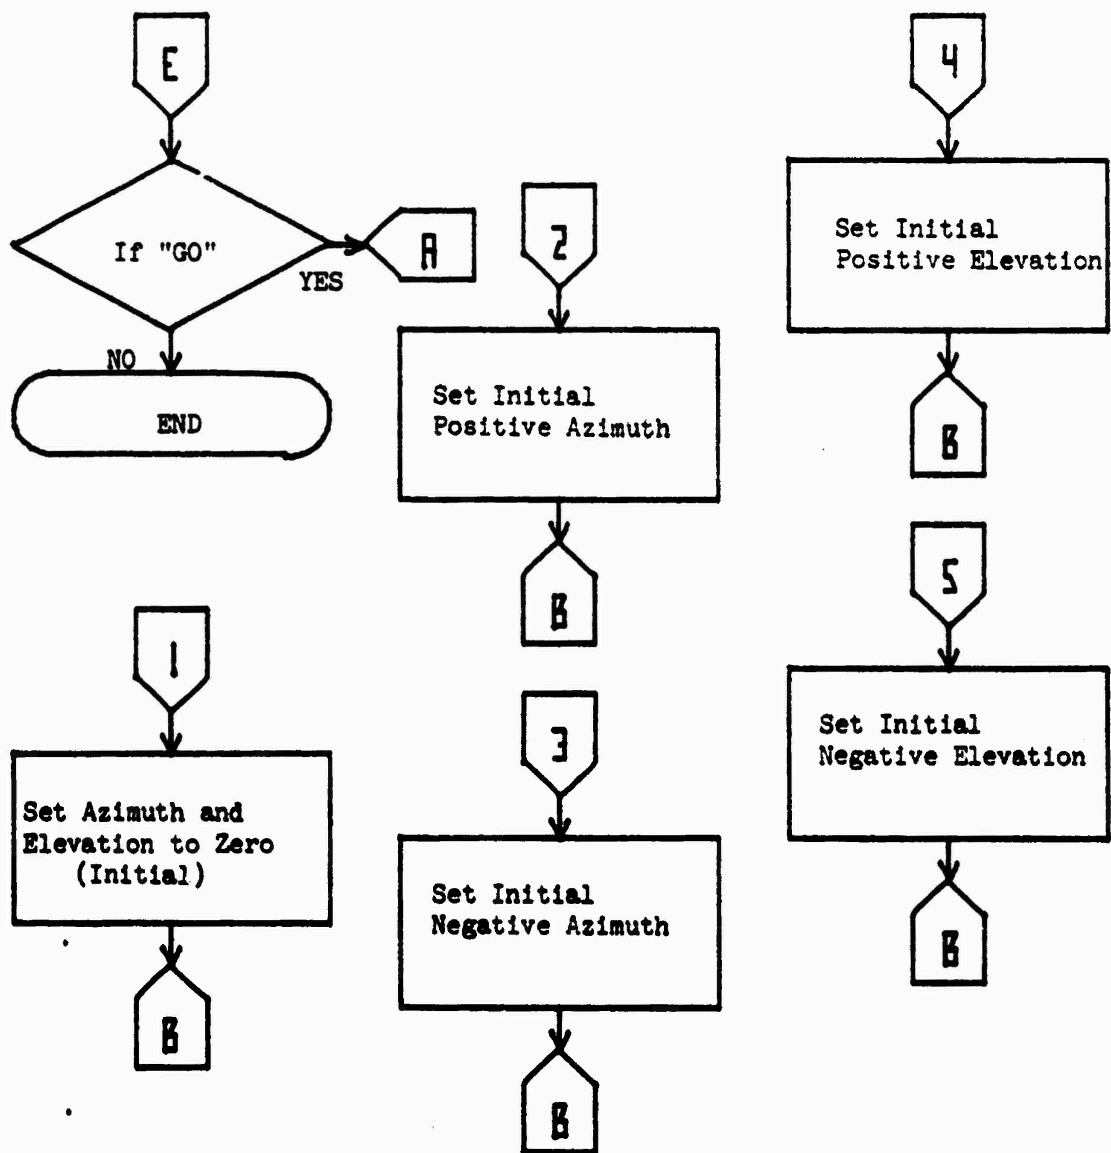 E
If "GO"
YES
A
NO
END
1
Set Azimuth and
Elevation to Zero
(Initial)
B
2
Set Initial
Positive Azimuth
B
3
Set Initial
Negative Azimuth
B
4
Set Initial
Positive Elevation
B
5
Set Initial
Negative Elevation
B